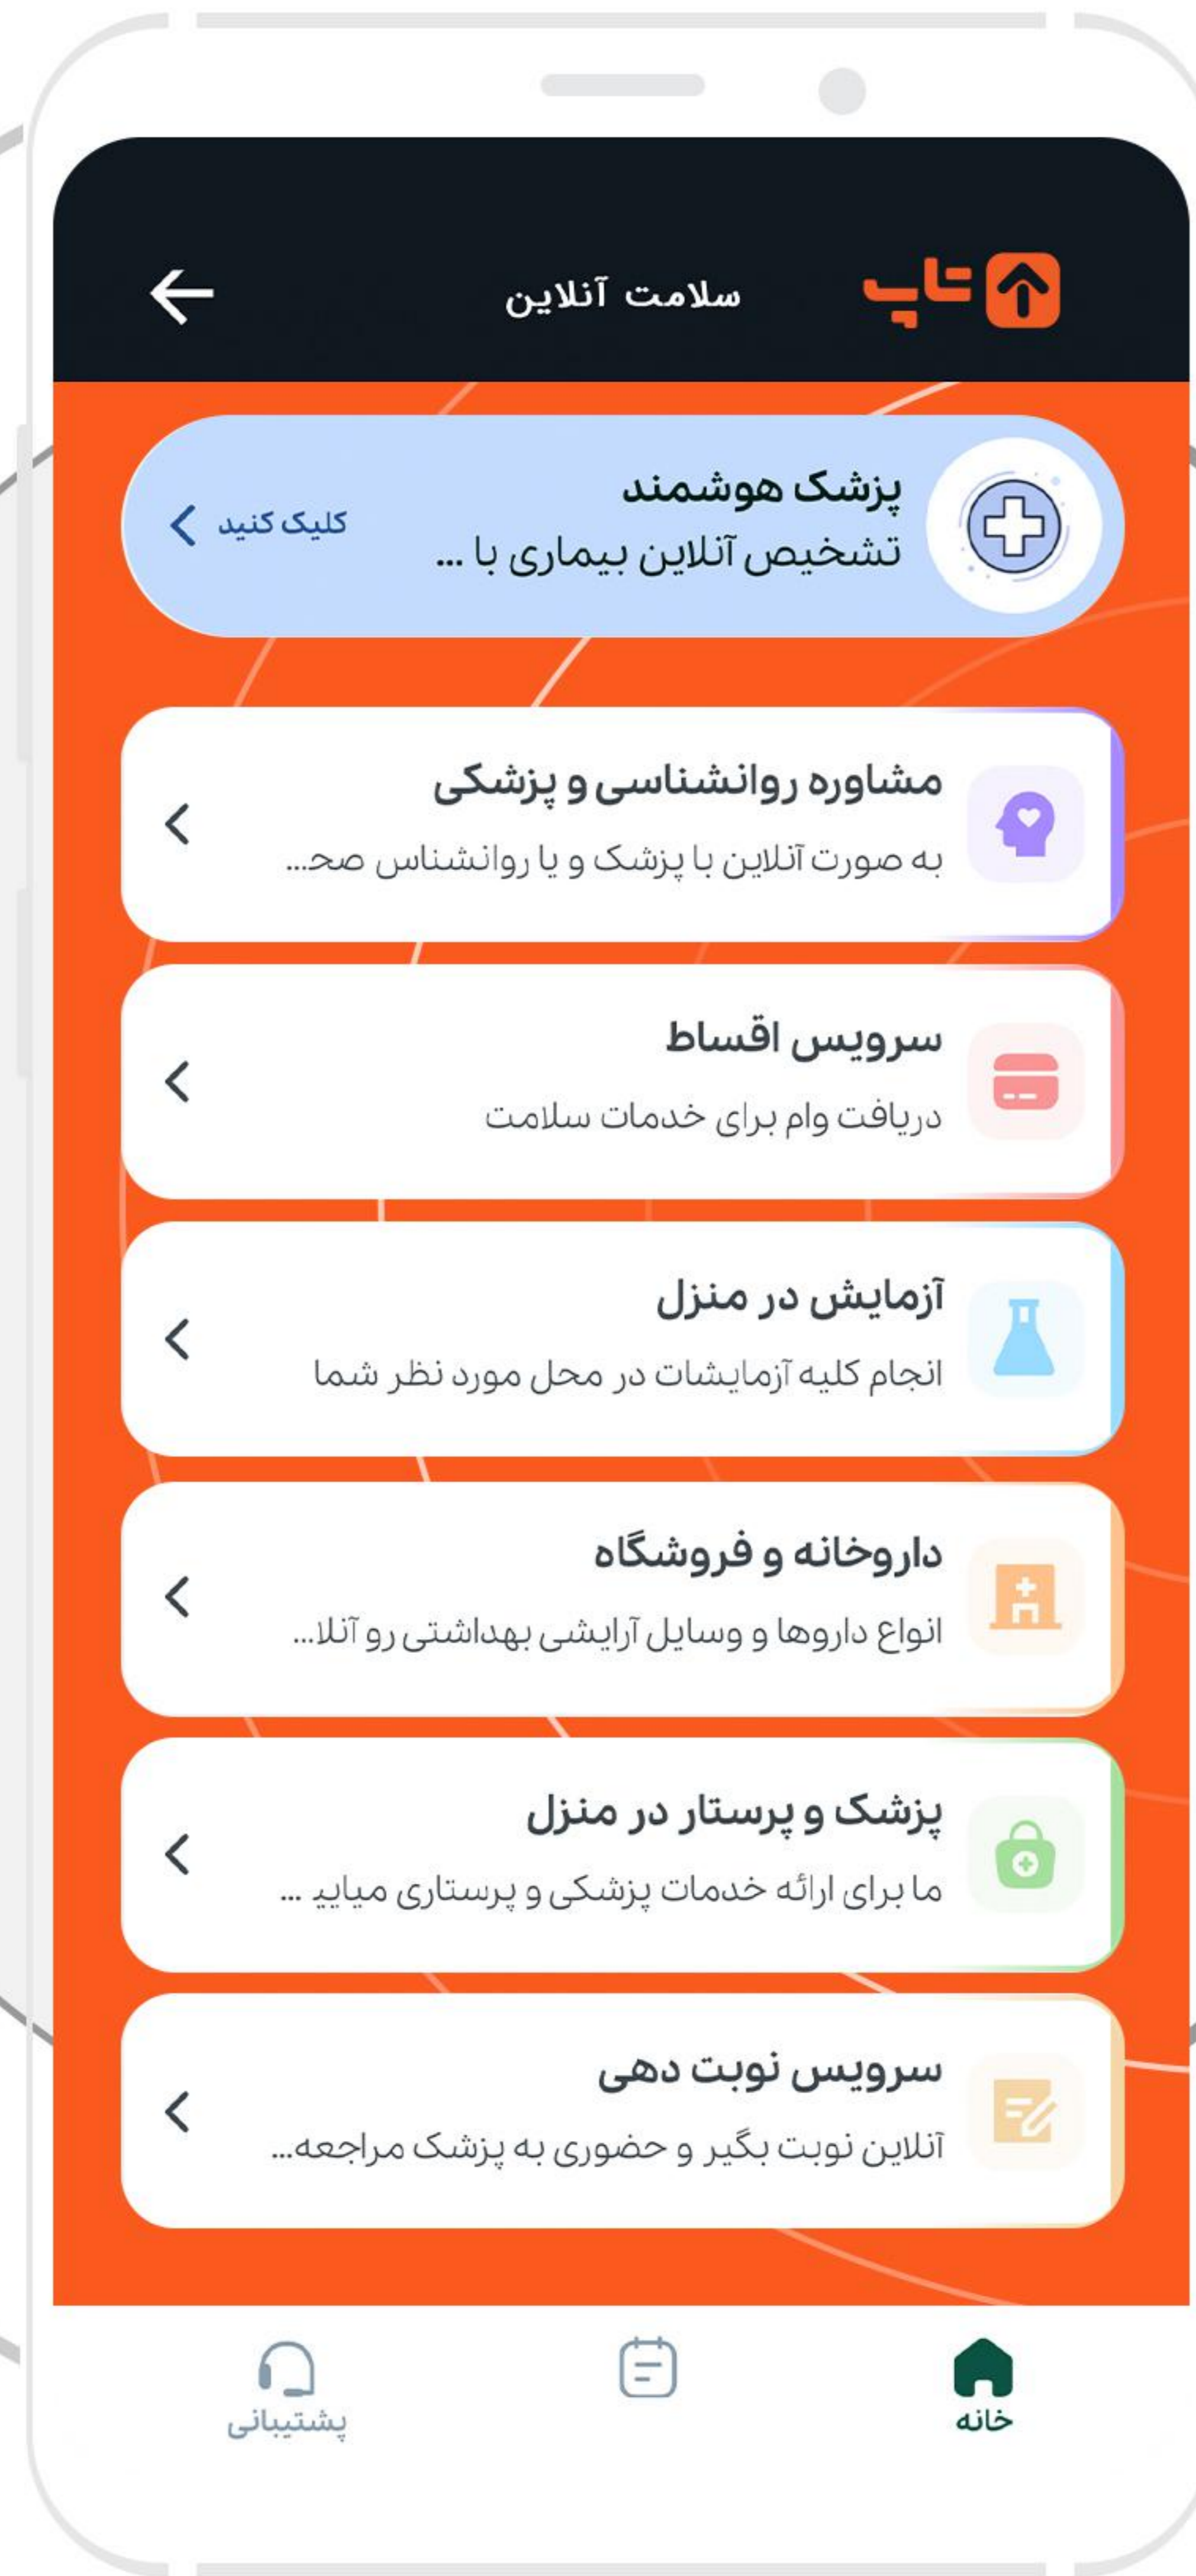 تاپ
سلامت آنلاین
پزشک هوشمند
تشخیص آنلاین بیماری با ...
کلیک کنید
مشاوره روانشناسی و پزشکی
به صورت آنلاین با پزشک و یا روانشناس صحـ...
سرویس اقساط
دریافت وام برای خدمات سلامت
آزمایش در منزل
انجام کلیه آزمایشات در محل مورد نظر شما
داروخانه و فروشگاه
انواع داروها و وسایل آرایشی بهداشتی رو آنلا...
پزشک و پرستار در منزل
ما برای ارائه خدمات پزشکی و پرستاری میاییـ ...
سرویس نوبت دهی
آنلاین نوبت بگیر و حضوری به پزشک مراجعه...
خانه
پشتیبانی